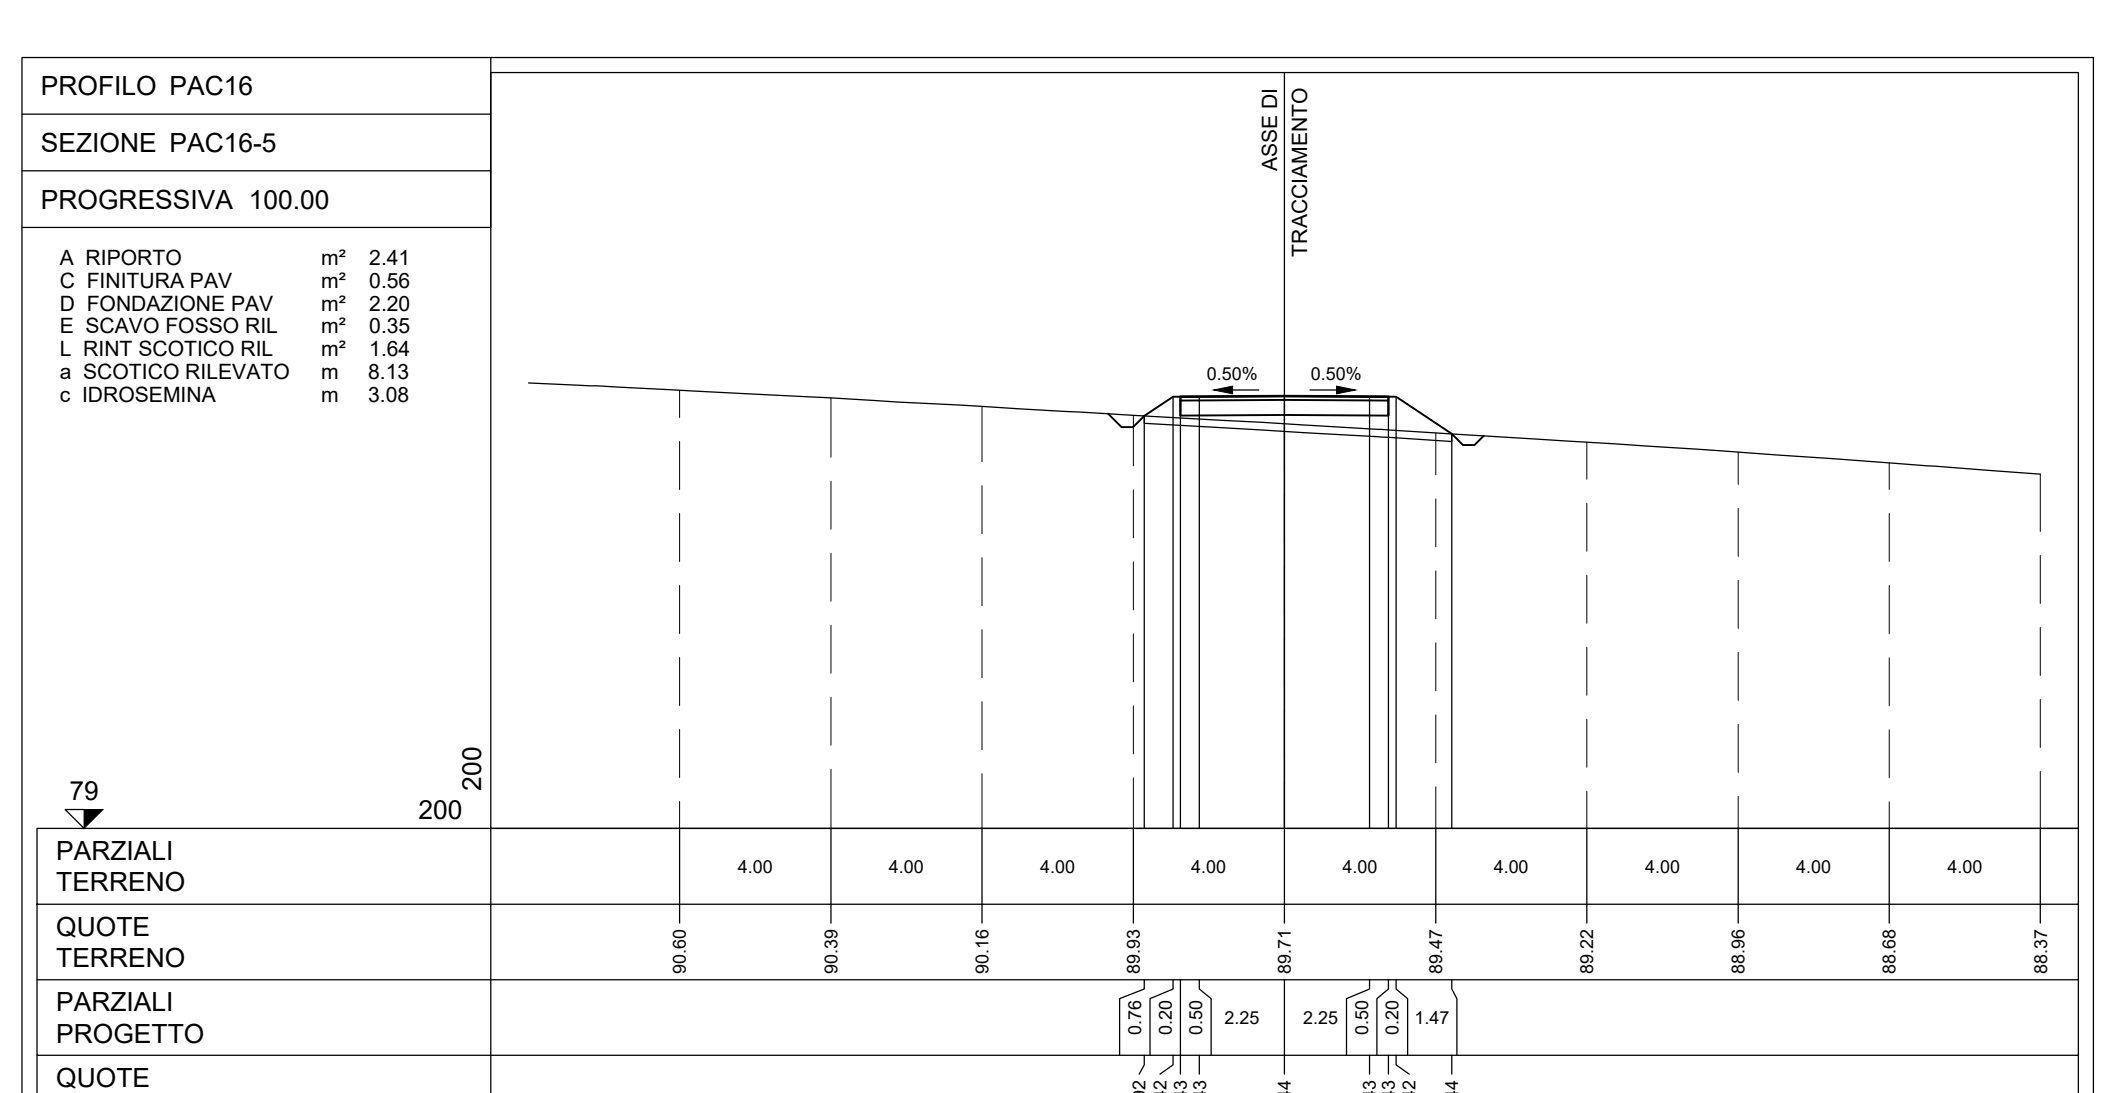 PROFILO PAC16
SEZIONE PAC16-5
PROGRESSIVA 100.00
A RIPORTO m² 2.41
C FINITURA PAV m² 0.56
D FONDAZIONE PAV m² 2.20
E SCAVO FOSSO RIL m² 0.35
L RINT SCOTICO RIL m² 1.64
a SCOTICO RILEVATO m 8.13
c IDROSEMINA m 3.08
ASSE DI
TRACCIAMENTO
0.50% 0.50%
79
200
200
PARZIALI
TERRENO
4.00 4.00 4.00 4.00 4.00 4.00 4.00 4.00 4.00
QUOTE
TERRENO
90.60 90.39 90.16 89.93 89.71 89.47 89.22 88.96 88.68 88.37
PARZIALI
PROGETTO
0.76 0.20 0.50 2.25 2.25 0.50 0.20 1.47
QUOTE